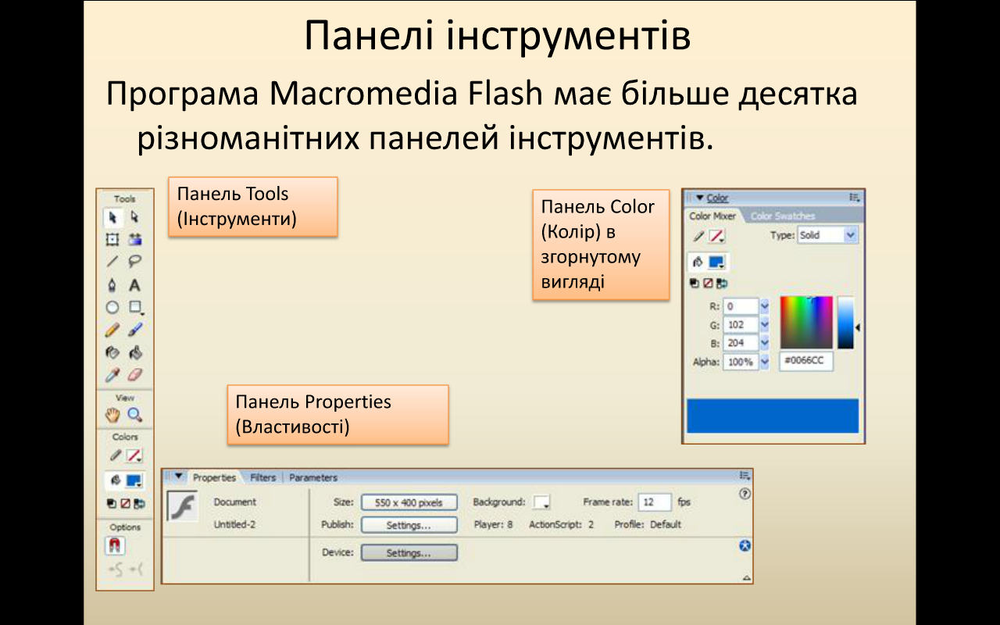 Панелі інструментів
Програма Macromedia Flash має більше десятка
різноманітних панелей інструментів.
Панель Tools
(Інструменти)
Панель Color
(Колір) в
згорнутому
вигляді
Панель Properties
(Властивості)
Tools
A
View
Colors
Options
Color
Color Mixer Color Swatches
Type: Solid
R: 0
G: 102
B: 204
Alpha: 100% #0066CC
Properties Filters Parameters
Document Size: 550 x 400 pixels Background: Frame rate: 12 fps
Untitled-2 Publish: Settings... Player: 8 ActionScript: 2 Profile: Default
Device: Settings...